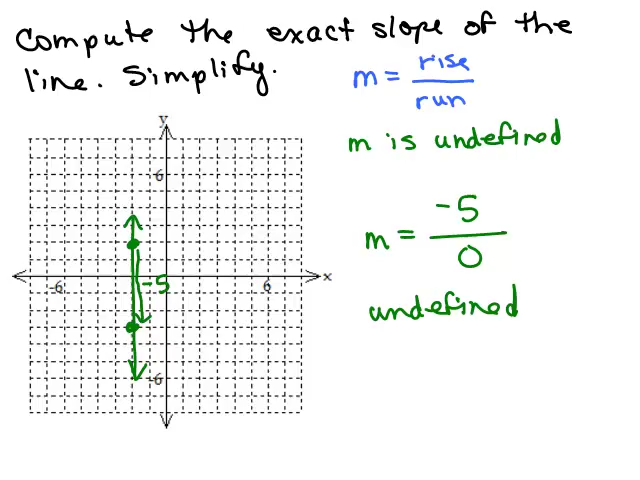 Compute the exact slope of the
line. Simplify.
m = rise
run
m is undefined
y
6
m = -5
0
-6
6
x
-5
undefined
-6